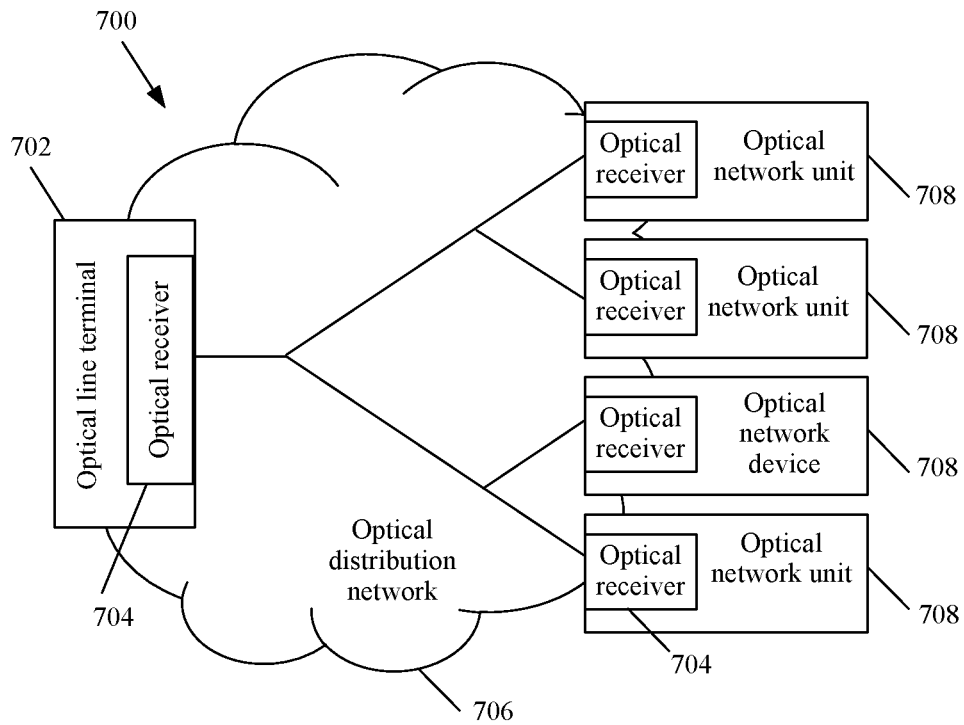 700
702
Optical line terminal
Optical receiver
704
Optical
distribution
network
706
Optical
receiver
Optical
network unit
708
Optical
receiver
Optical
network unit
708
Optical
receiver
Optical
network
device
708
Optical
receiver
Optical
network unit
708
704